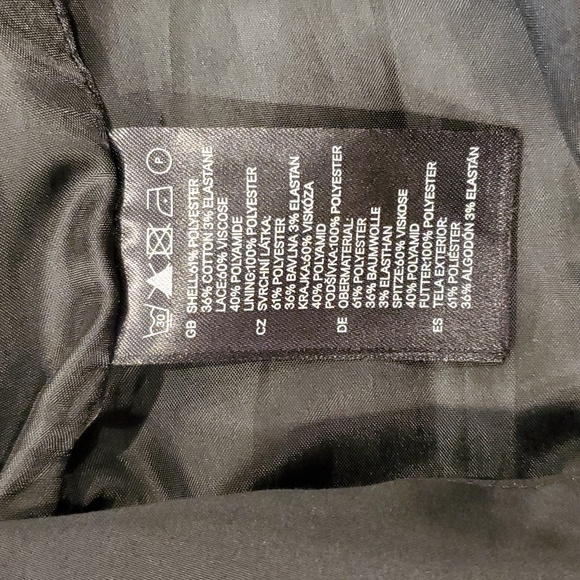 30
P
GB SHELL:61% POLYESTER
36% COTTON 3% ELASTANE
LACE:60% VISCOSE
40% POLYAMIDE
LINING:100% POLYESTER
CZ SVRCHNÍ LÁTKA:
61% POLYESTER
36% BAVLNA 3% ELASTAN
KRAJKA:60% VISKÓZA
40% POLYAMID
PODŠÍVKA:100% POLYESTER
DE OBERMATERIAL:
61% POLYESTER
36% BAUMWOLLE
3% ELASTHAN
SPITZE:60% VISKOSE
40% POLYAMID
FUTTER:100% POLYESTER
ES TELA EXTERIOR:
61% POLIÉSTER
36% ALGODÓN 3% ELASTÁN